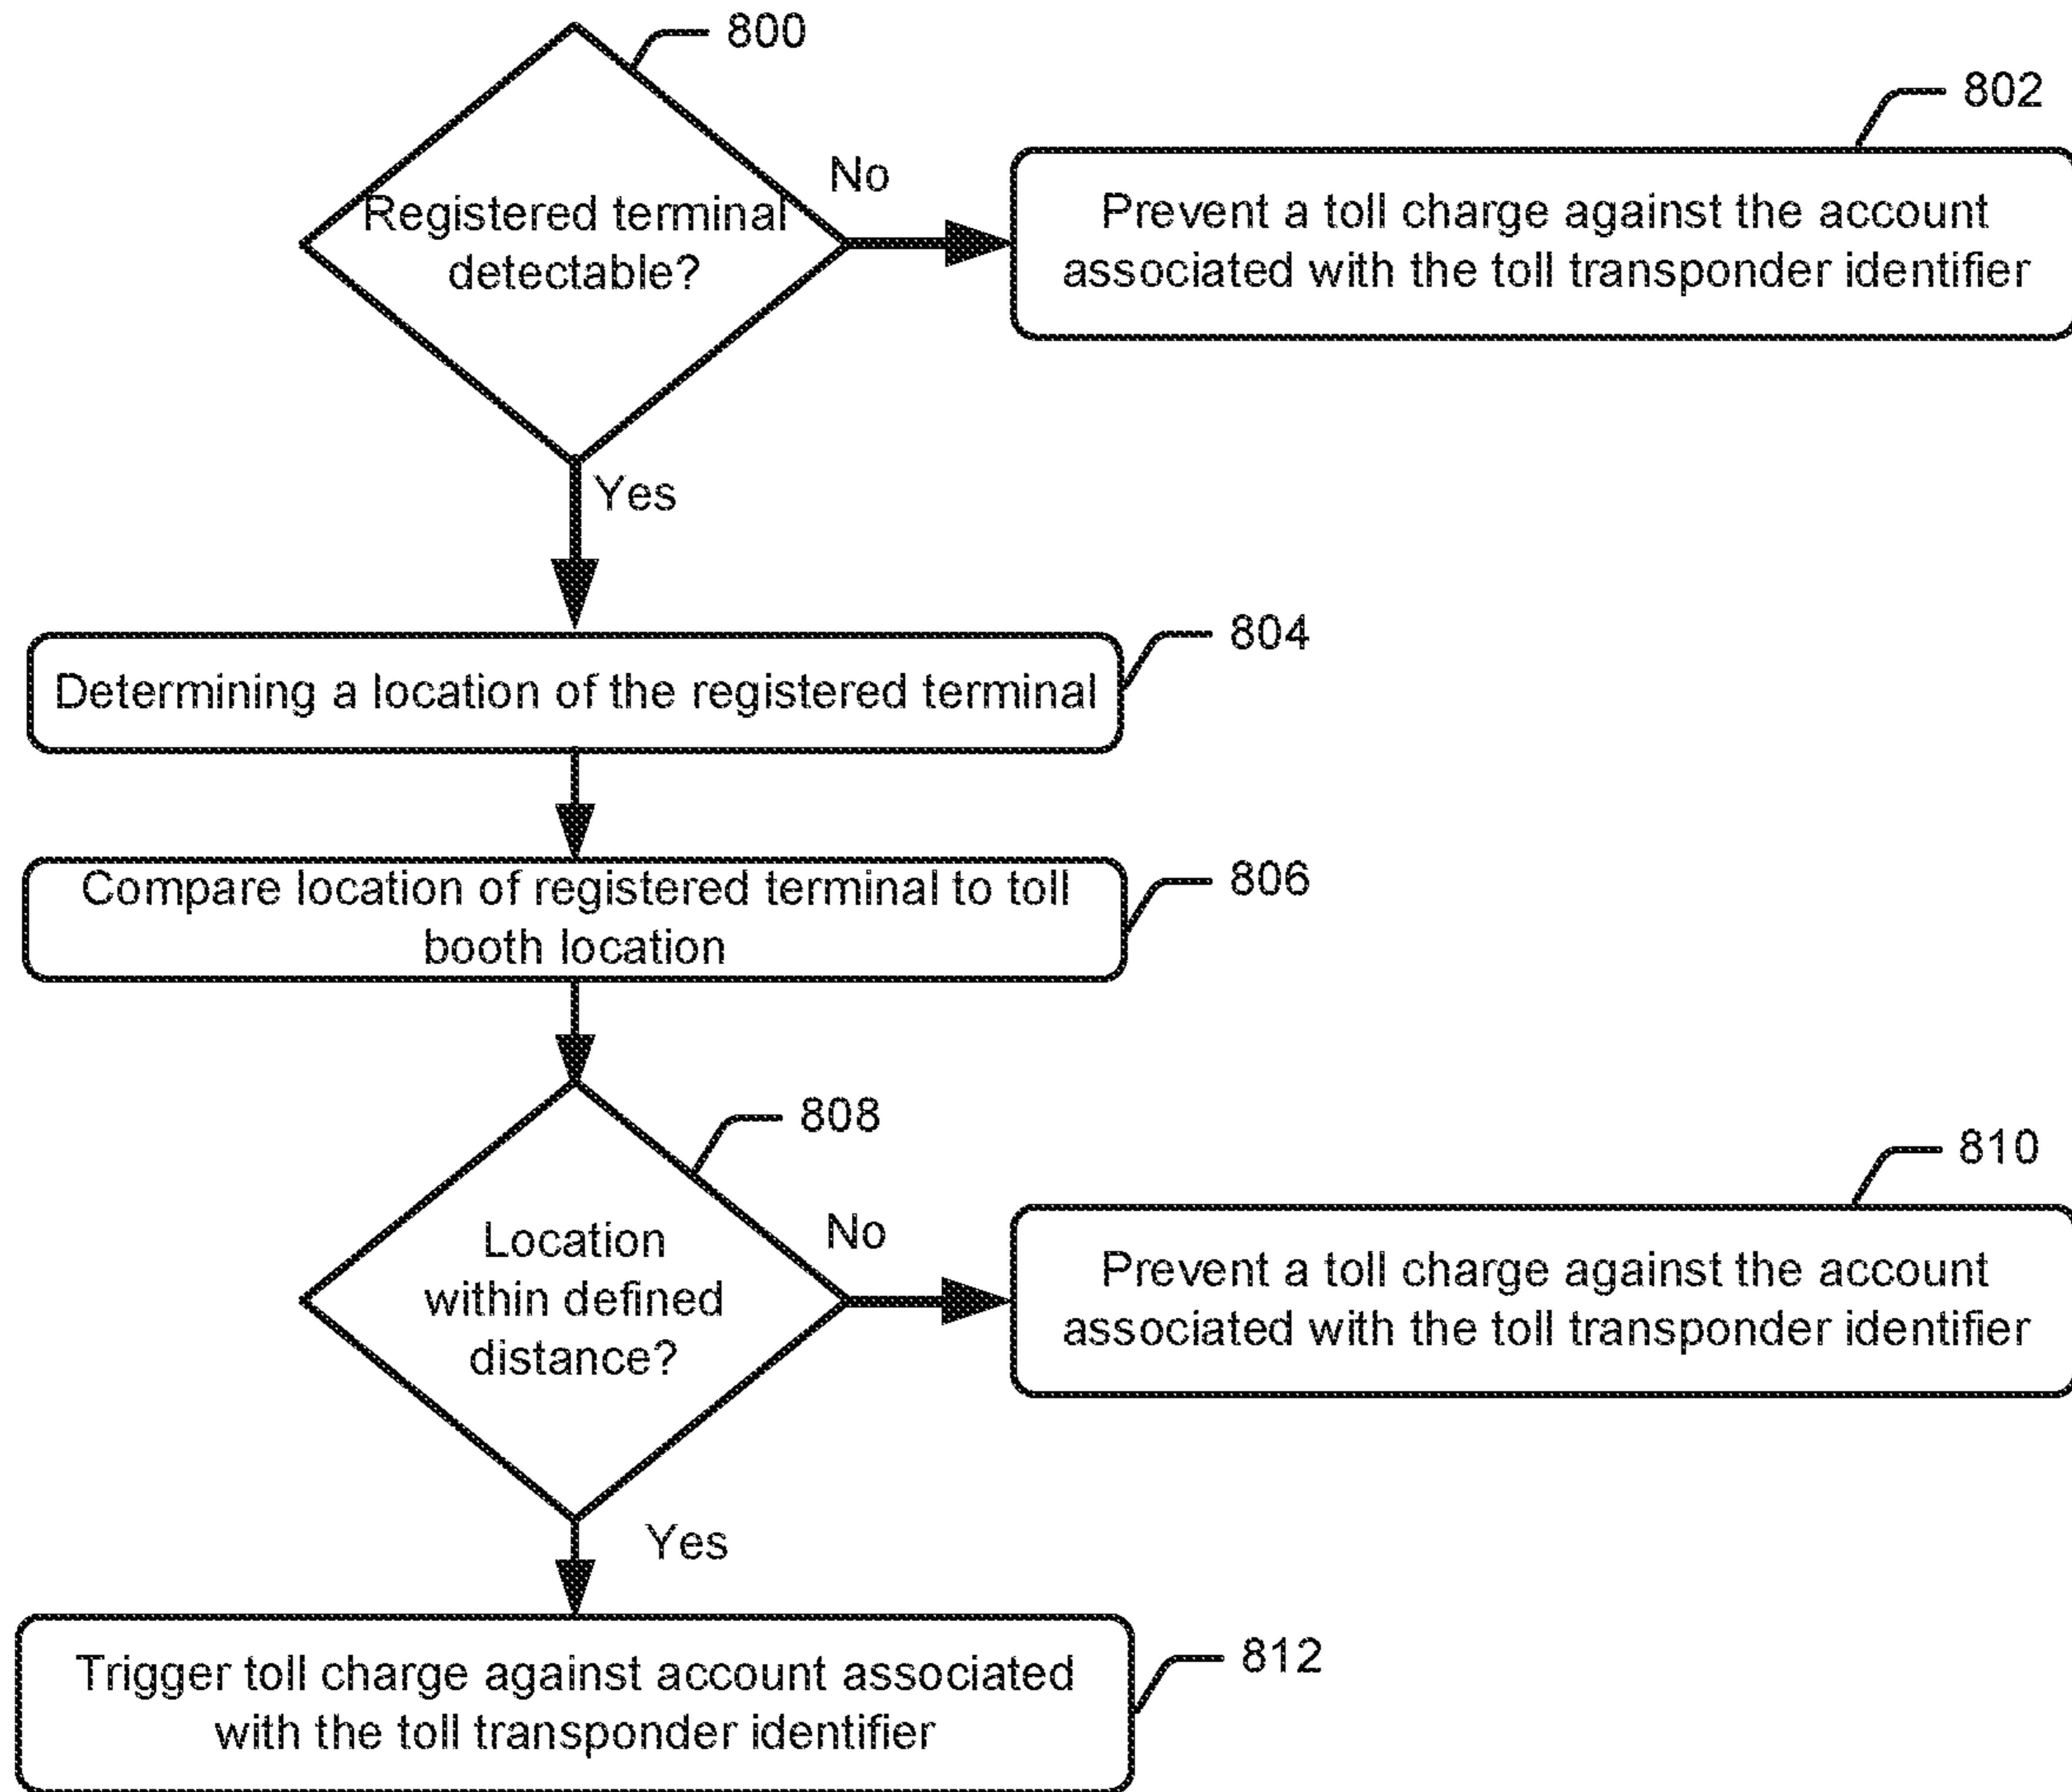 800
Registered terminal
detectable?
No
802
Prevent a toll charge against the account
associated with the toll transponder identifier
Yes
804
Determining a location of the registered terminal
806
Compare location of registered terminal to toll
booth location
808
Location
within defined
distance?
No
810
Prevent a toll charge against the account
associated with the toll transponder identifier
Yes
812
Trigger toll charge against account associated
with the toll transponder identifier